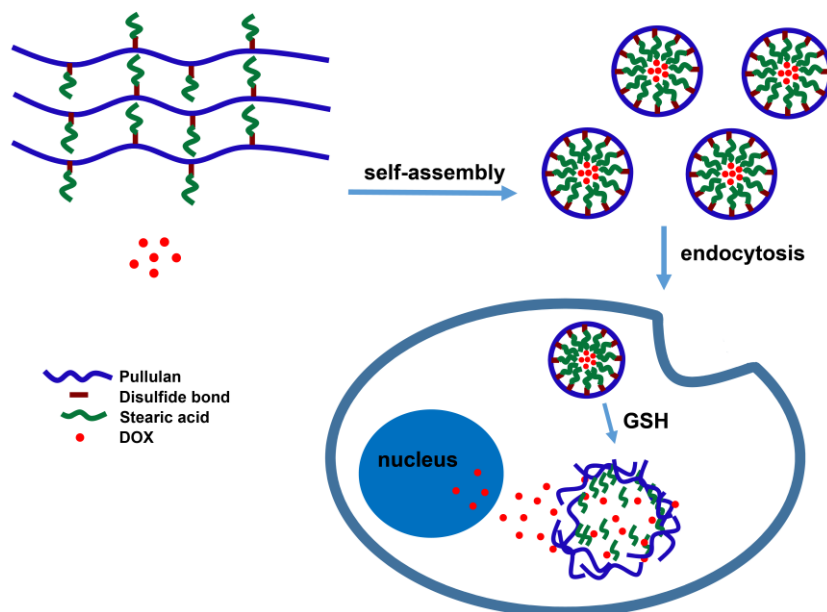 self-assembly
endocytosis
Pullulan
Disulfide bond
Stearic acid
DOX
GSH
nucleus